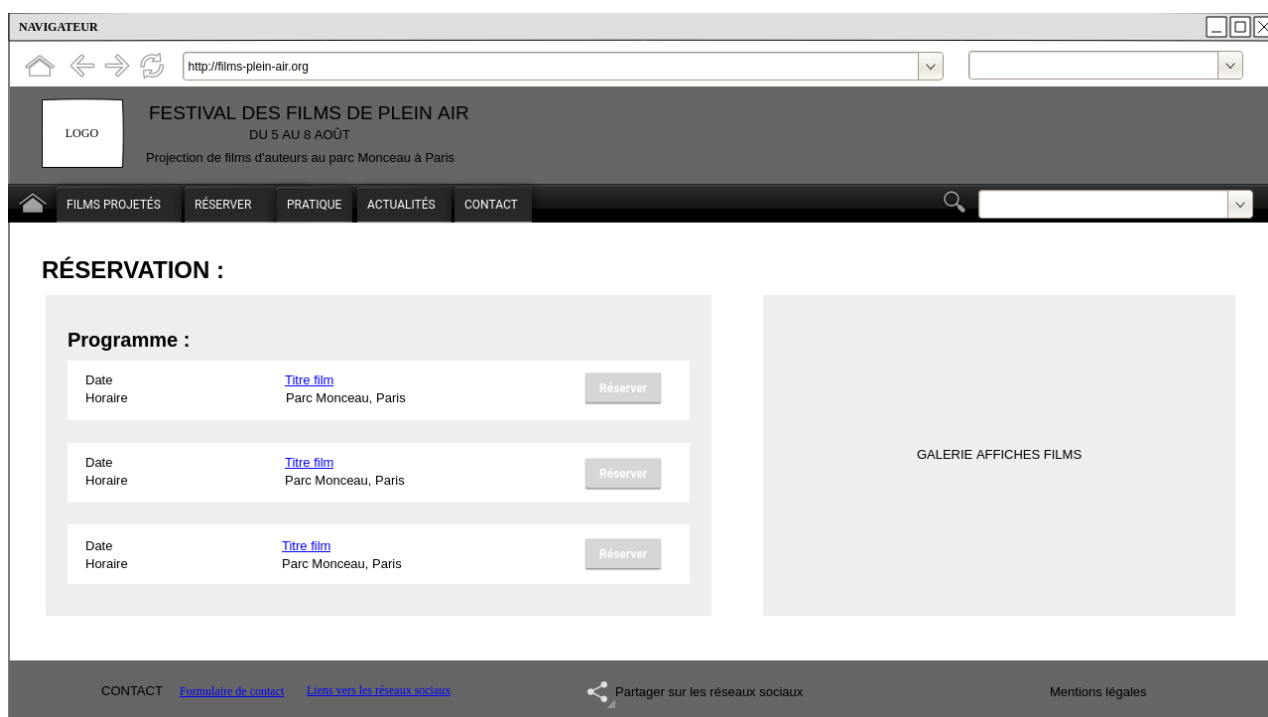 NAVIGATEUR
http://films-plein-air.org
LOGO
FESTIVAL DES FILMS DE PLEIN AIR
DU 5 AU 8 AOÛT
Projection de films d'auteurs au parc Monceau à Paris
FILMS PROJETÉS RÉSERVER PRATIQUE ACTUALITÉS CONTACT
RÉSERVATION :
Programme :
Date Titre film
Horaire Parc Monceau, Paris
Réserver
Date Titre film
Horaire Parc Monceau, Paris
Réserver
Date Titre film
Horaire Parc Monceau, Paris
Réserver
GALERIE AFFICHES FILMS
CONTACT Formulaire de contact Liens vers les réseaux sociaux Partager sur les réseaux sociaux Mentions légales